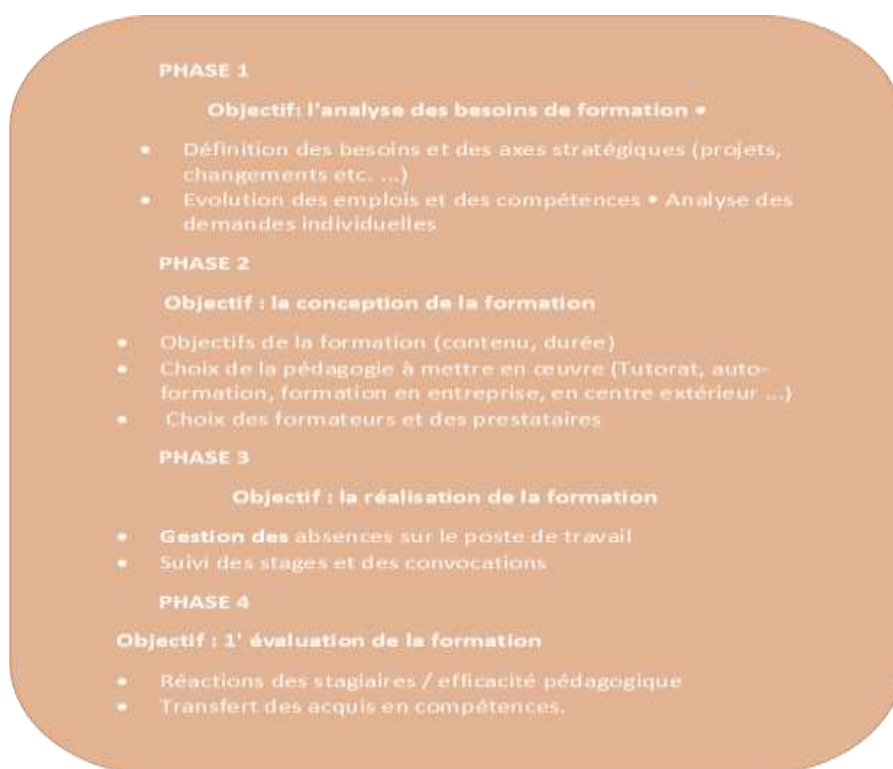 PHASE 1
Objectif: l'analyse des besoins de formation •
• Définition des besoins et des axes stratégiques (projets,
changements etc. ...)
• Evolution des emplois et des compétences • Analyse des
demandes individuelles
PHASE 2
Objectif : la conception de la formation
• Objectifs de la formation (contenu, durée)
• Choix de la pédagogie à mettre en œuvre (Tutorat, auto-
formation, formation en entreprise, en centre extérieur ...)
• Choix des formateurs et des prestataires
PHASE 3
Objectif : la réalisation de la formation
• Gestion des absences sur le poste de travail
• Suivi des stages et des convocations
PHASE 4
Objectif : 1' évaluation de la formation
• Réactions des stagiaires / efficacité pédagogique
• Transfert des acquis en compétences.